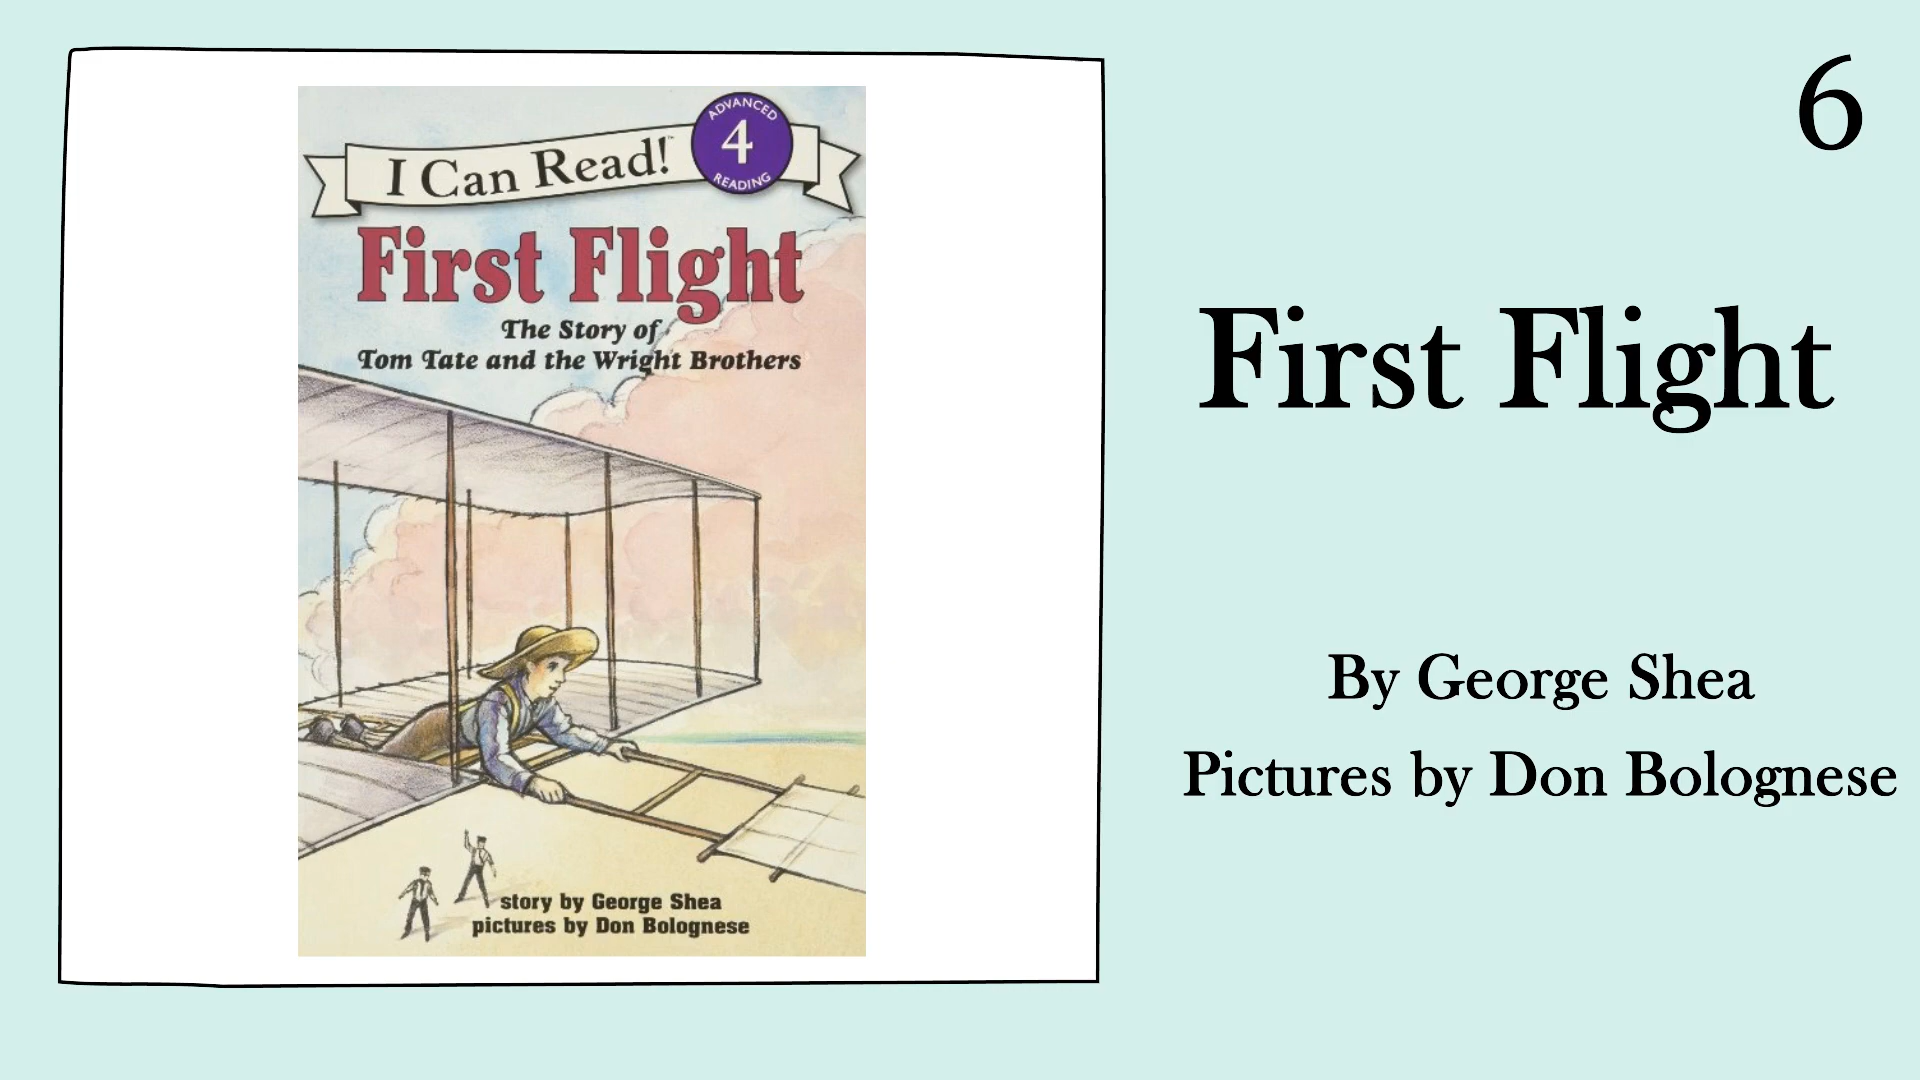 I Can Read!™
ADVANCED
4
READING
First Flight
The Story of
Tom Tate and the Wright Brothers
story by George Shea
pictures by Don Bolognese
6
First Flight
By George Shea
Pictures by Don Bolognese